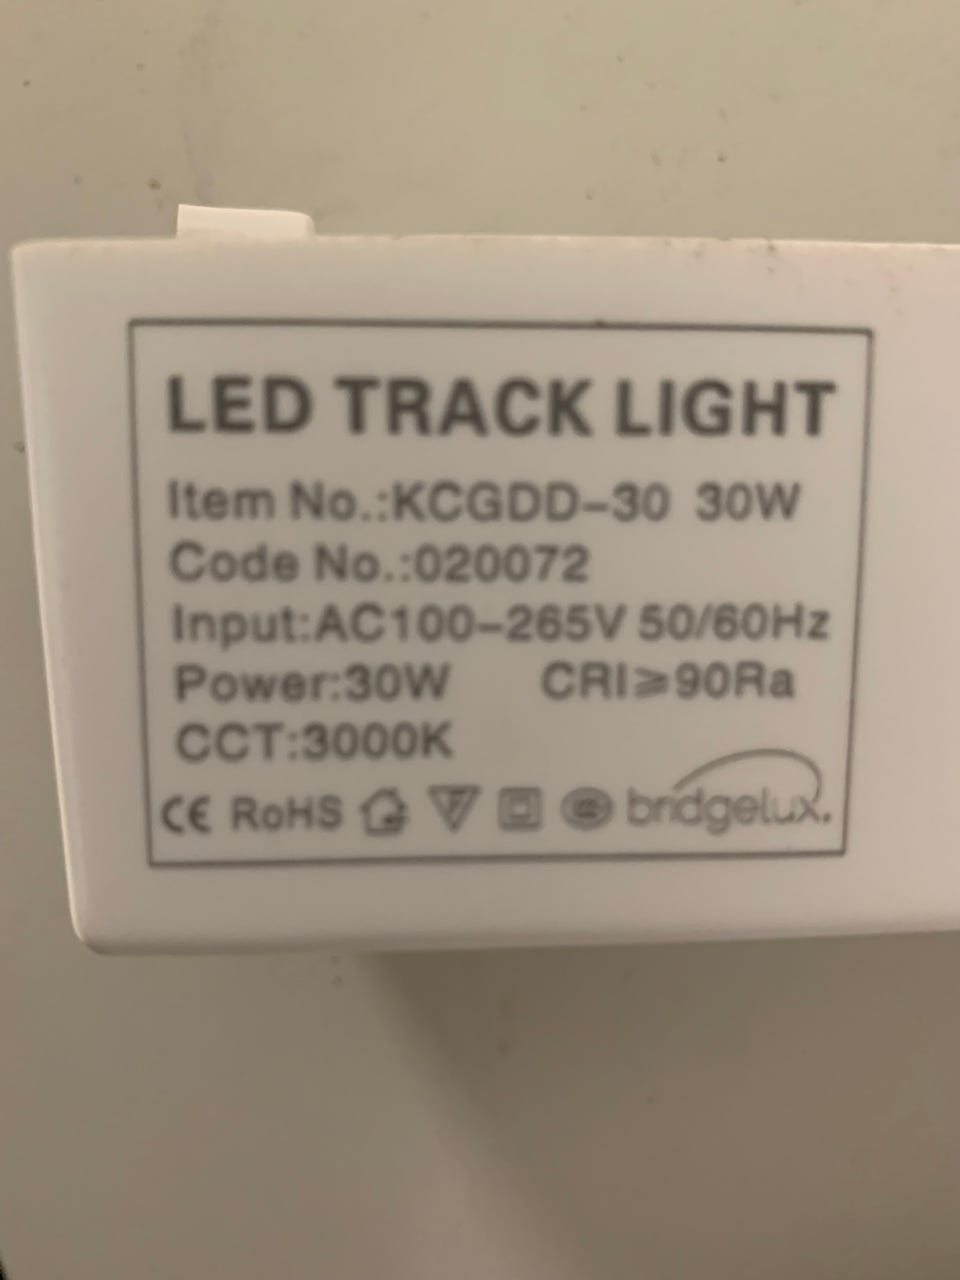 LED TRACK LIGHT
Item No.:KCGDD-30 30W
Code No.:020072
Input:AC100-265V 50/60Hz
Power:30W CRI⩾90Ra
CCT:3000K
CE RoHS F bridgelux.